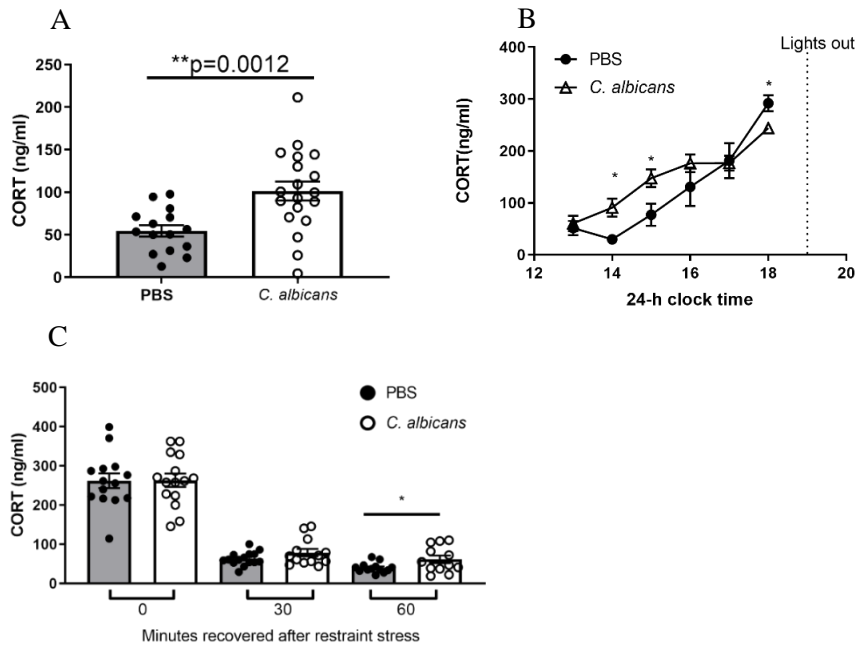 A
**p=0.0012
CORT (ng/ml)
250
200
150
100
50
0
PBS
C. albicans
B
Lights out
PBS
C. albicans
CORT(ng/ml)
400
300
200
100
0
*
*
*
12
14
16
18
20
24-h clock time
C
PBS
C. albicans
CORT (ng/ml)
500
400
300
200
100
0
*
0
30
60
Minutes recovered after restraint stress